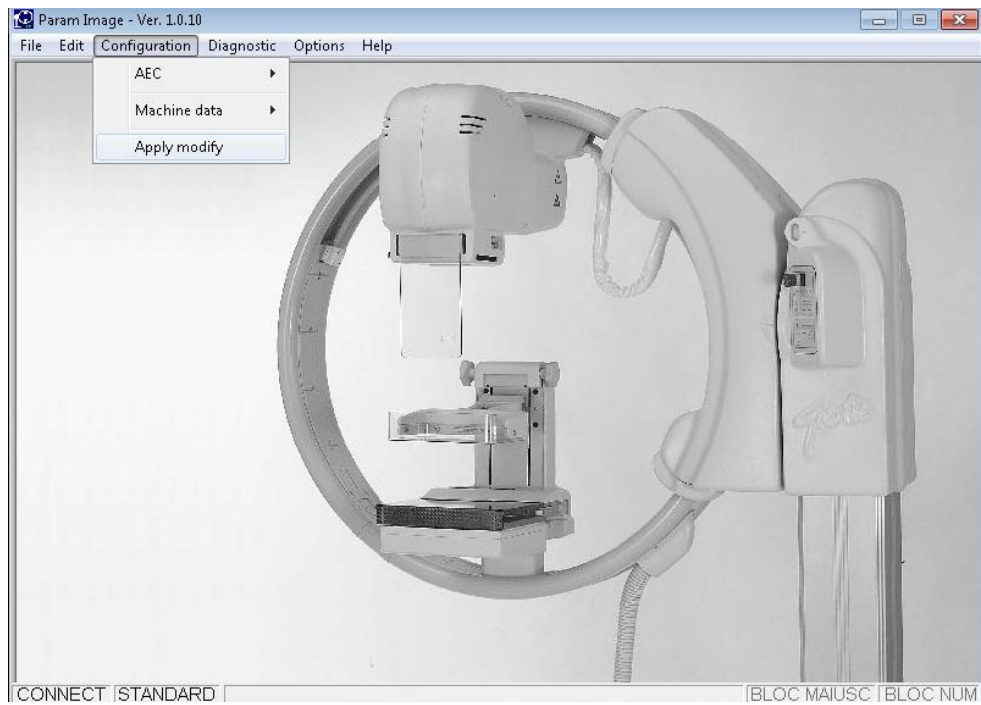 Param Image - Ver. 1.0.10
File Edit Configuration Diagnostic Options Help
AEC
Machine data
Apply modify
CONNECT STANDARD BLOC MAIUSC BLOC NUM